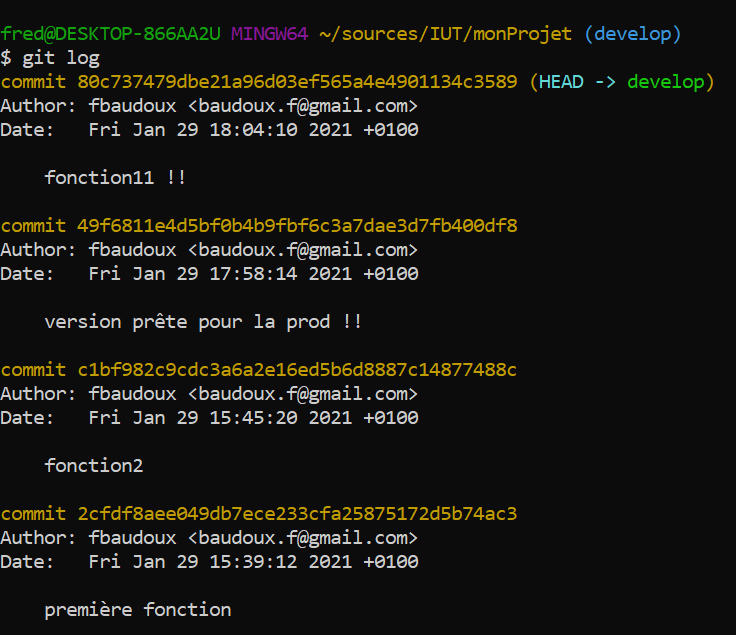 fred@DESKTOP-866AA2U MINGW64 ~/sources/IUT/monProjet (develop)
$ git log
commit 80c737479dbe21a96d03ef565a4e4901134c3589 (HEAD -> develop)
Author: fbaudoux <baudoux.f@gmail.com>
Date:   Fri Jan 29 18:04:10 2021 +0100
fonction11 !!
commit 49f6811e4d5bf0b4b9fbf6c3a7dae3d7fb400df8
Author: fbaudoux <baudoux.f@gmail.com>
Date:   Fri Jan 29 17:58:14 2021 +0100
version prête pour la prod !!
commit c1bf982c9cdc3a6a2e16ed5b6d8887c14877488c
Author: fbaudoux <baudoux.f@gmail.com>
Date:   Fri Jan 29 15:45:20 2021 +0100
fonction2
commit 2cfdf8aee049db7ece233cfa25875172d5b74ac3
Author: fbaudoux <baudoux.f@gmail.com>
Date:   Fri Jan 29 15:39:12 2021 +0100
première fonction